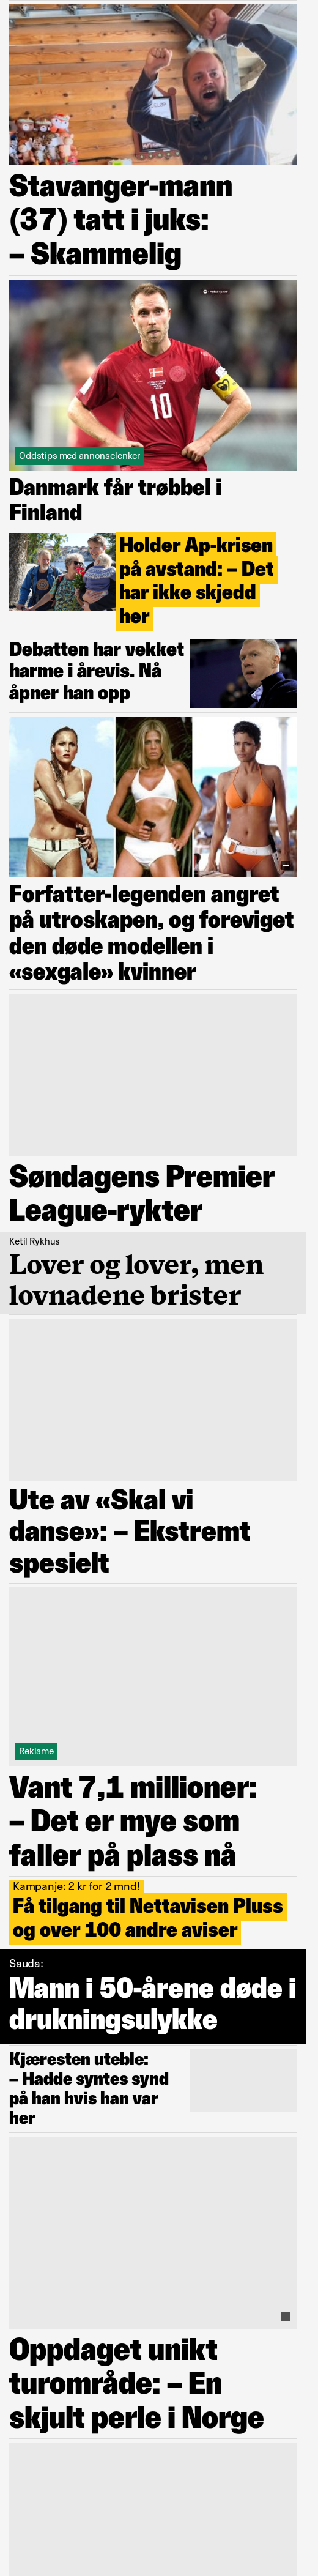 Stavanger-mann
(37) tatt i juks:
– Skammelig
Oddstips med annonselenker
Danmark får trøbbel i
Finland
Holder Ap-krisen
på avstand: – Det
har ikke skjedd
her
Debatten har vekket
harme i årevis. Nå
åpner han opp
Forfatter-legenden angret
på utroskapen, og foreviget
den døde modellen i
«sexgale» kvinner
Søndagens Premier
League-rykter
Ketil Rykhus
Lover og lover, men
lovnadene brister
Ute av «Skal vi
danse»: – Ekstremt
spesielt
Reklame
Vant 7,1 millioner:
– Det er mye som
faller på plass nå
Kampanje: 2 kr for 2 mnd!
Få tilgang til Nettavisen Pluss
og over 100 andre aviser
Sauda:
Mann i 50-årene døde i
drukningsulykke
Kjæresten uteble:
– Hadde syntes synd
på han hvis han var
her
Oppdaget unikt
turområde: – En
skjult perle i Norge